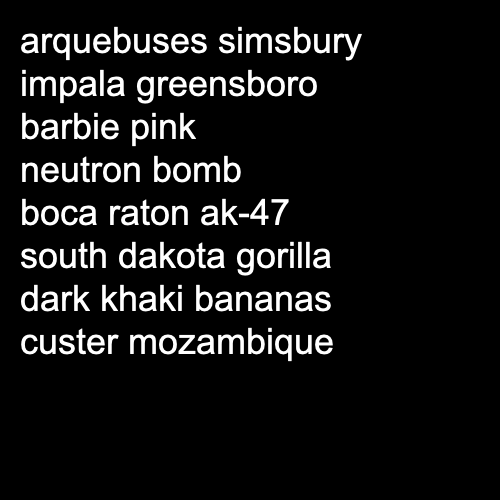 arquebuses simsbury
impala greensboro
barbie pink
neutron bomb
boca raton ak-47
south dakota gorilla
dark khaki bananas
custer mozambique